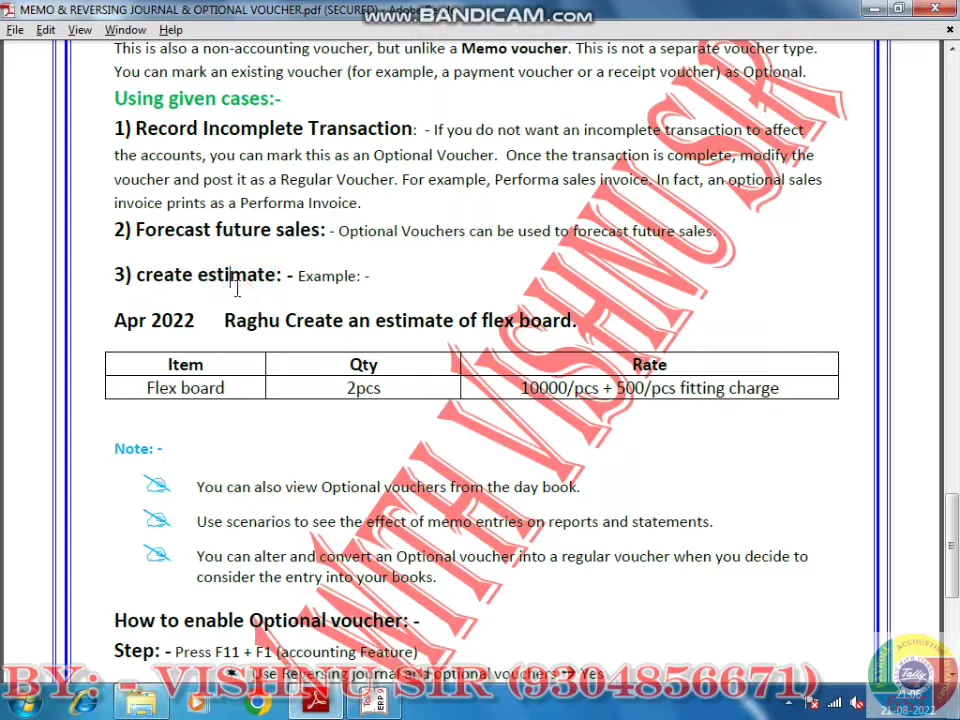 MEMO & REVERSING JOURNAL & OPTIONAL VOUCHER.pdf (SECURED) - Adobe
www.BANDICAM.com
File Edit View Window Help
This is also a non-accounting voucher, but unlike a Memo voucher. This is not a separate voucher type.
You can mark an existing voucher (for example, a payment voucher or a receipt voucher) as Optional.
Using given cases:-
1) Record Incomplete Transaction: - If you do not want an incomplete transaction to affect
the accounts, you can mark this as an Optional Voucher. Once the transaction is complete, modify the
voucher and post it as a Regular Voucher. For example, Performa sales invoice. In fact, an optional sales
invoice prints as a Performa Invoice.
2) Forecast future sales: - Optional Vouchers can be used to forecast future sales.
3) create estimate: - Example: -
Apr 2022 Raghu Create an estimate of flex board.
Item Qty Rate
Flex board 2pcs 10000/pcs + 500/pcs fitting charge
Note: -
You can also view Optional vouchers from the day book.
Use scenarios to see the effect of memo entries on reports and statements.
You can alter and convert an Optional voucher into a regular voucher when you decide to
consider the entry into your books.
How to enable Optional voucher: -
Step: - Press F11 + F1 (accounting Feature)
Use Reversing journal and optional vouchers → Yes
WITH VISHNU SIR
BY: - VISHNU SIR (9304856671)
Tally
21:06
21-08-2022